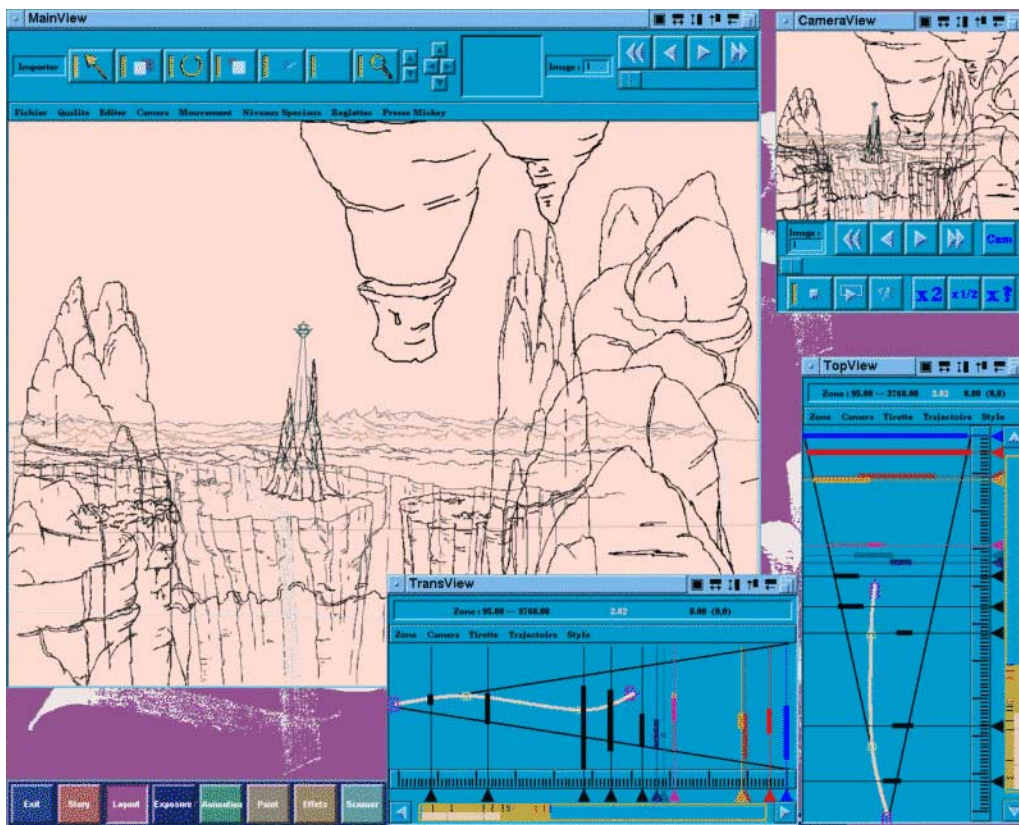 MainView
Importer
Image :
1
Fichier Qualite Editer Camera Mouvement Niveaux Speciaux Reglettes Presse Mickey
CameraView
Image :
1
Cam
x2 x1/2 x?
TopView
Zone : 95.00 --- 3768.00 2.02 0.00 (0,0)
Zone Camera Tirette Trajectoire Style
TransView
Zone : 95.00 --- 3768.00 2.02 0.00 (0,0)
Zone Camera Tirette Trajectoire Style
Exit Story Layout Exposure Animation Paint Effets Scanner